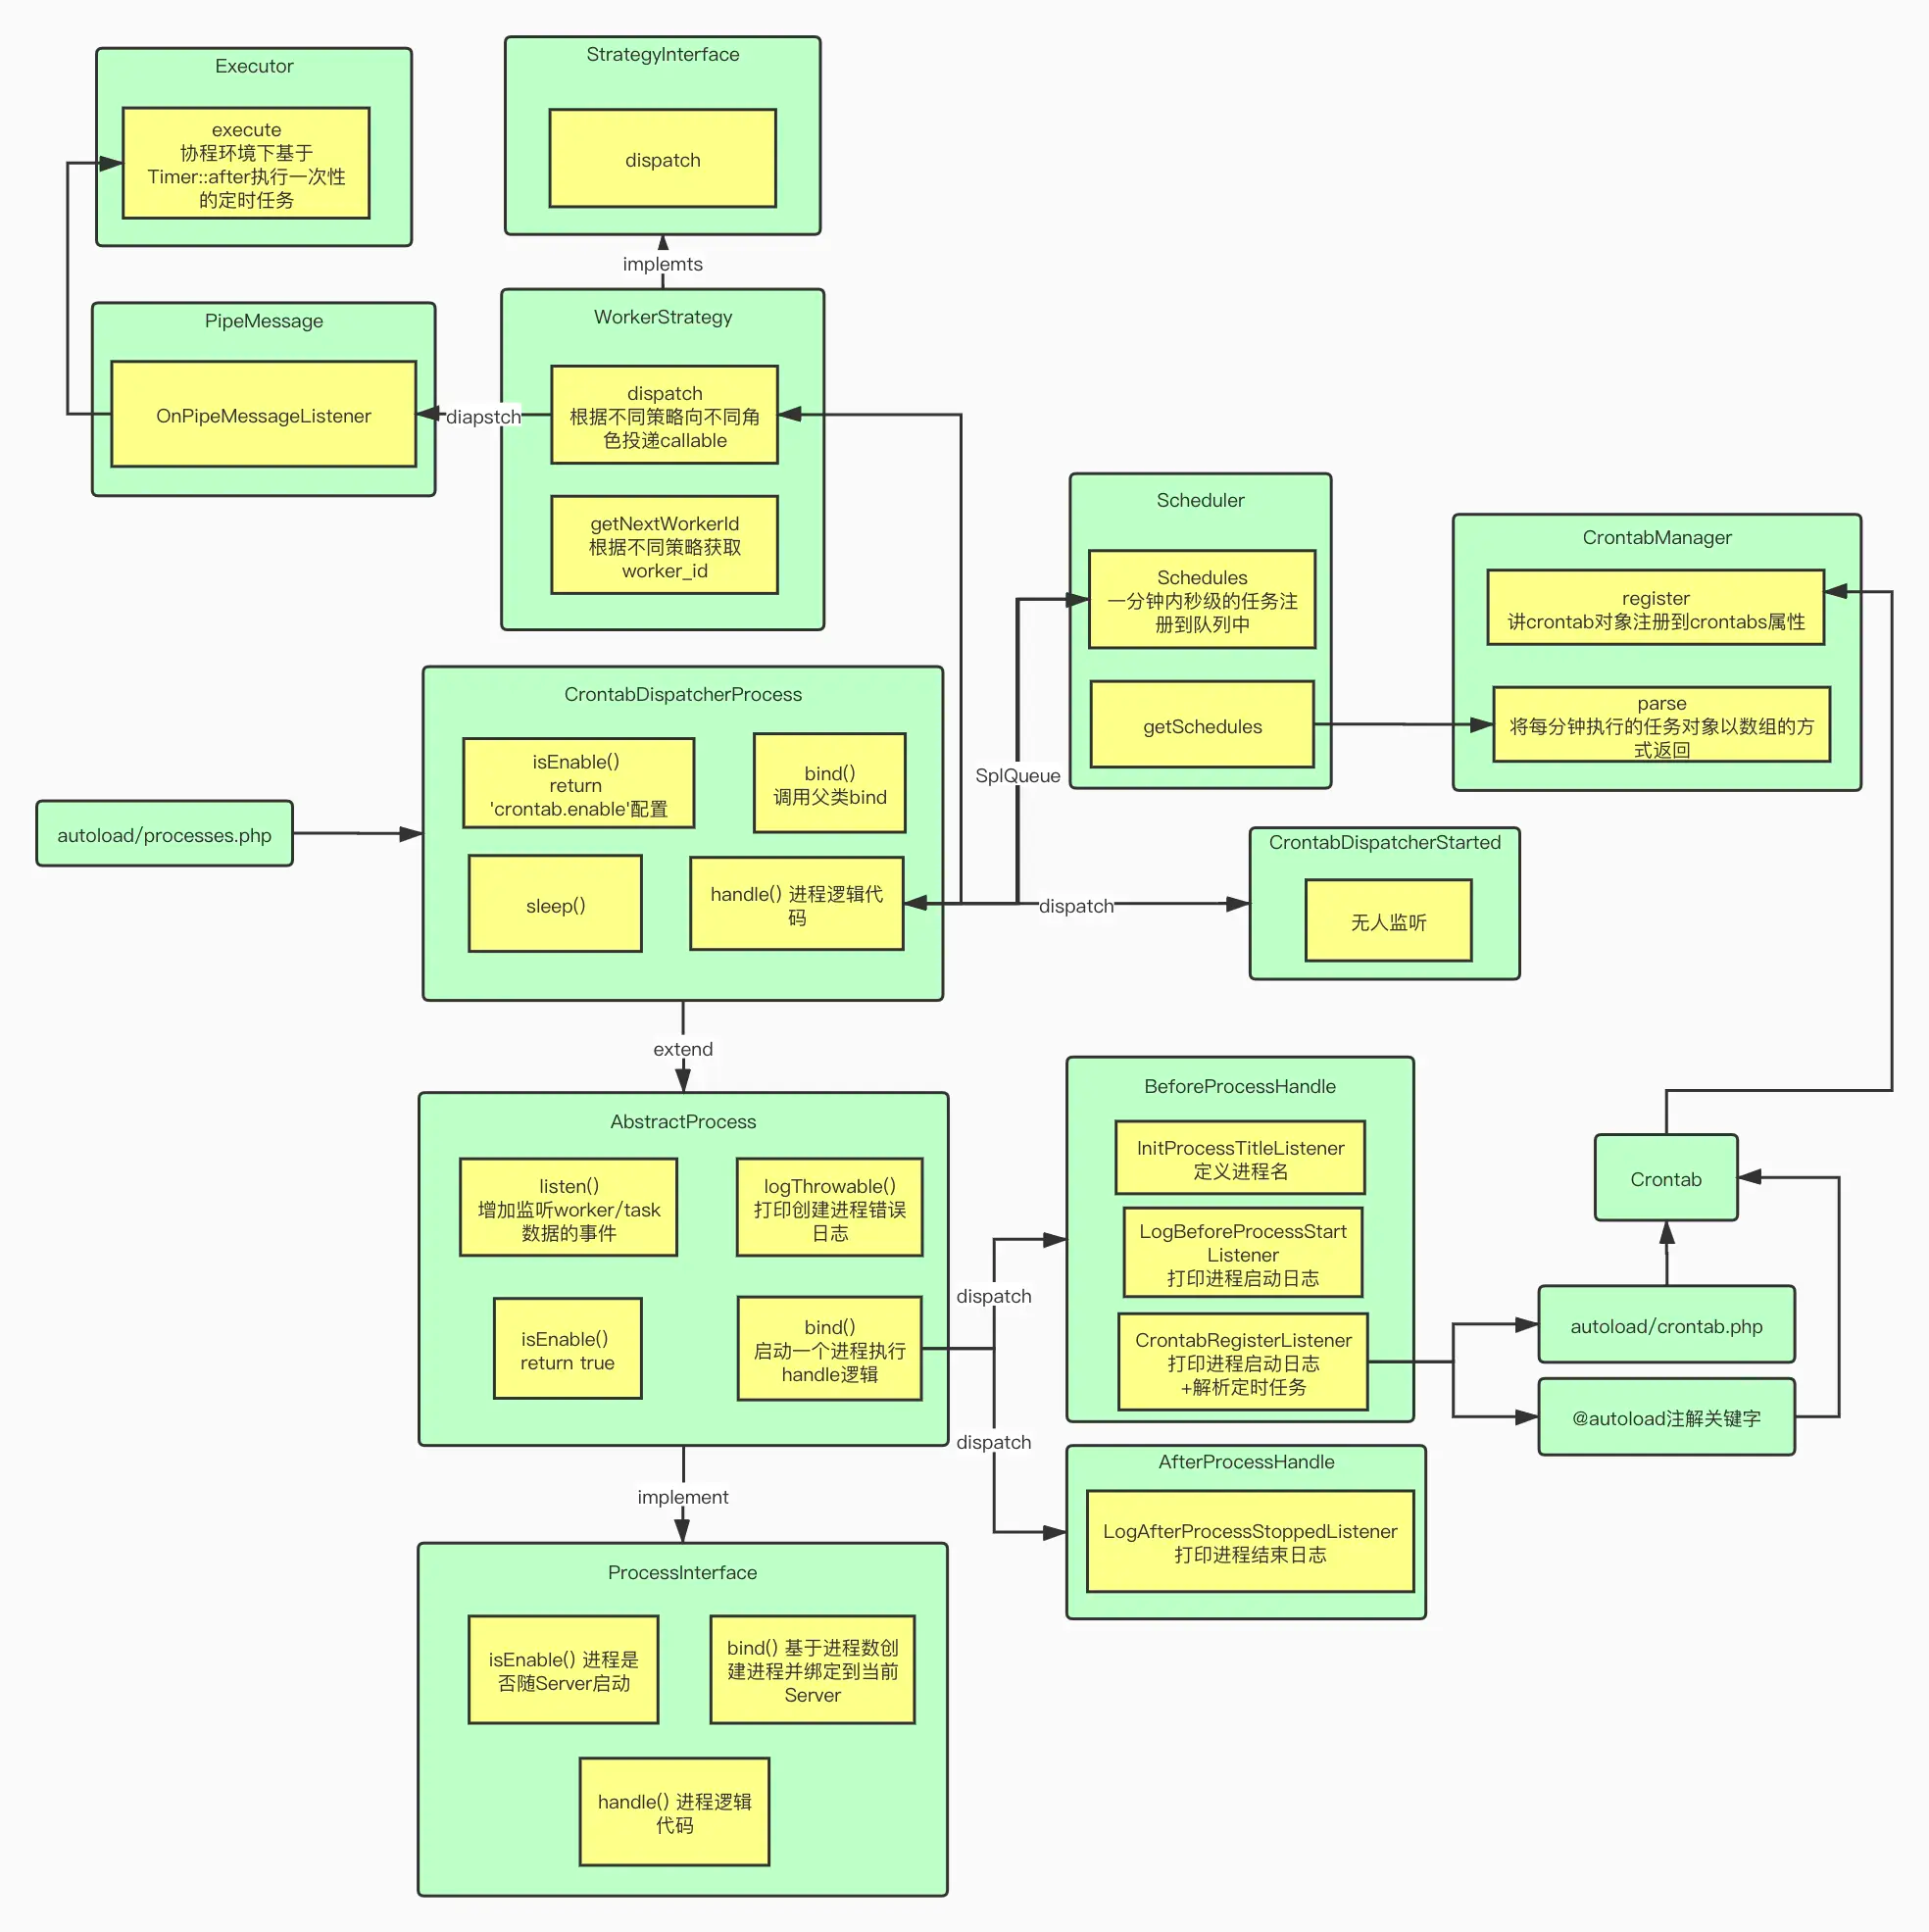 Executor
execute
协程环境下基于
Timer::after执行一次性
的定时任务
StrategyInterface
dispatch
implemts
PipeMessage
OnPipeMessageListener
diapstch
WorkerStrategy
dispatch
根据不同策略向不同角
色投递callable
getNextWorkerId
根据不同策略获取
worker_id
Scheduler
Schedules
一分钟内秒级的任务注
册到队列中
getSchedules
CrontabManager
register
讲crontab对象注册到crontabs属性
parse
将每分钟执行的任务对象以数组的方
式返回
SplQueue
autoload/processes.php
CrontabDispatcherProcess
isEnable()
return
'crontab.enable'配置
bind()
调用父类bind
sleep()
handle() 进程逻辑代
码
dispatch
CrontabDispatcherStarted
无人监听
extend
AbstractProcess
listen()
增加监听worker/task
数据的事件
logThrowable()
打印创建进程错误
日志
isEnable()
return true
bind()
启动一个进程执行
handle逻辑
dispatch
dispatch
BeforeProcessHandle
InitProcessTitleListener
定义进程名
LogBeforeProcessStart
Listener
打印进程启动日志
CrontabRegisterListener
打印进程启动日志
+解析定时任务
Crontab
autoload/crontab.php
@autoload注解关键字
AfterProcessHandle
LogAfterProcessStoppedListener
打印进程结束日志
implement
ProcessInterface
isEnable() 进程是
否随Server启动
bind() 基于进程数创
建进程并绑定到当前
Server
handle() 进程逻辑
代码